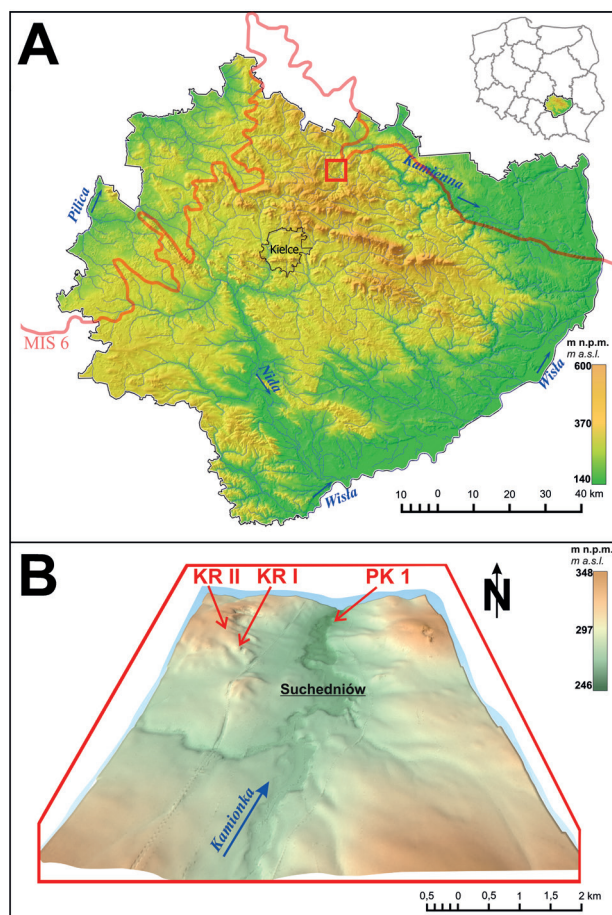 A
Pilica
Kamienna
Kielce
MIS 6
Nida
Wisła
Wisła
m n.p.m.
m a.s.l.
600
370
140
10 0 10 20 30 40 km
B
KR II KR I PK 1
N
m n.p.m.
m a.s.l.
348
297
246
Suchedniów
Kamionka
0,5 0 0,5 1 1,5 2 km